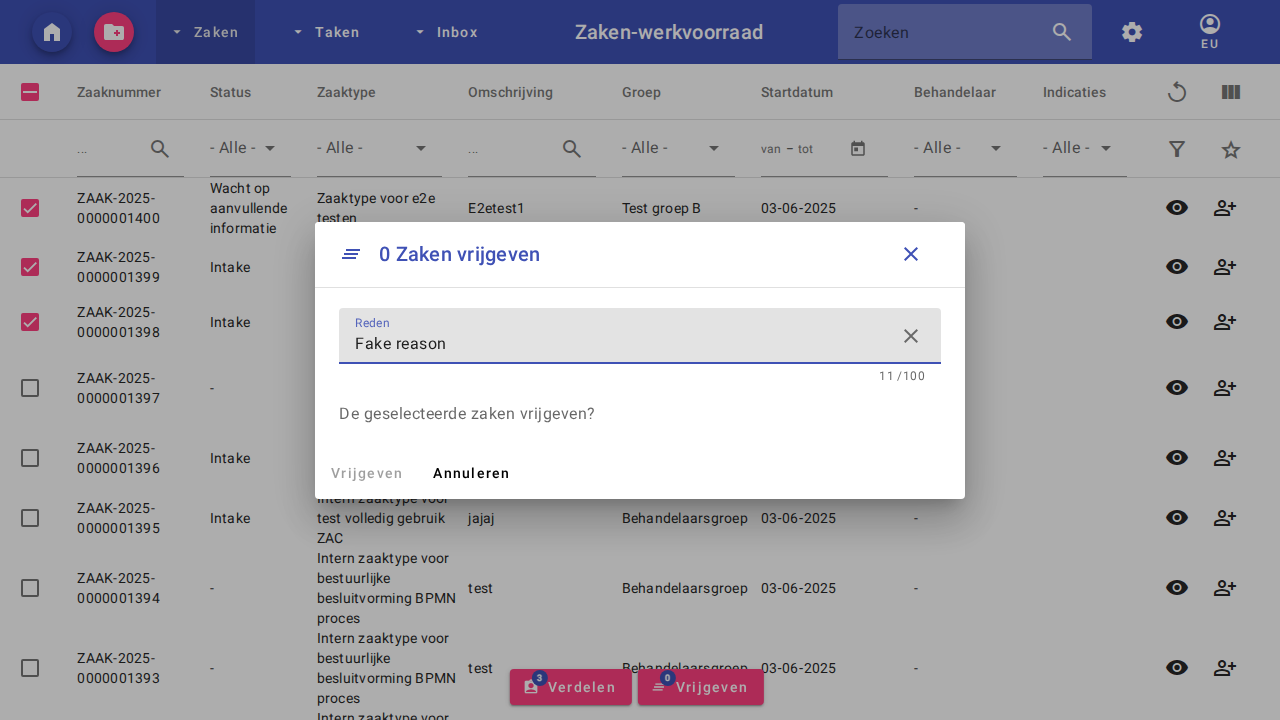 Zaken
Taken
Inbox
Zaken-werkvoorraad
Zoeken
EU
Zaaknummer
Status
Zaaktype
Omschrijving
Groep
Startdatum
Behandelaar
Indicaties
...
- Alle -
- Alle -
...
- Alle -
van – tot
- Alle -
- Alle -
ZAAK-2025-
0000001400
Wacht op
aanvullende
informatie
Zaaktype voor e2e
testen
E2etest1
Test groep B
03-06-2025
-
ZAAK-2025-
0000001399
Intake
ZAAK-2025-
0000001398
Intake
0 Zaken vrijgeven
Reden
Fake reason
11 /100
De geselecteerde zaken vrijgeven?
Vrijgeven
Annuleren
ZAAK-2025-
0000001397
-
ZAAK-2025-
0000001396
Intake
ZAAK-2025-
0000001395
Intake
Intern zaaktype voor
test volledig gebruik
ZAC
jajaj
Behandelaarsgroep
03-06-2025
-
ZAAK-2025-
0000001394
-
Intern zaaktype voor
bestuurlijke
besluitvorming BPMN
proces
test
Behandelaarsgroep
03-06-2025
-
ZAAK-2025-
0000001393
-
Intern zaaktype voor
bestuurlijke
besluitvorming BPMN
proces
test
Behandelaarsgroep
03-06-2025
-
3
Verdelen
0
Vrijgeven
Intern zaaktype voor